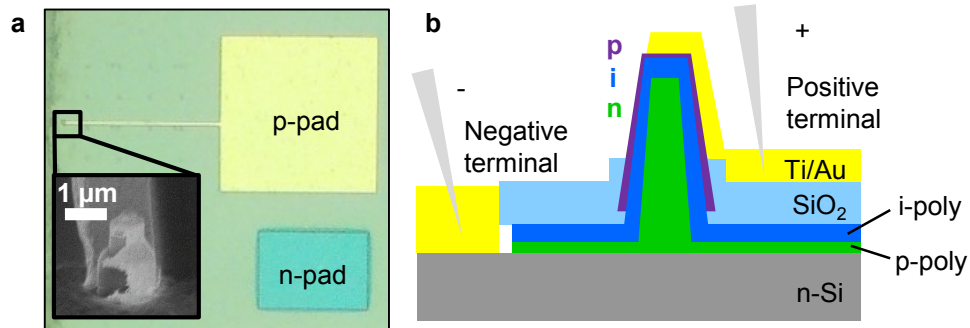 a
p-pad
n-pad
1 µm
b
p
i
n
-
Negative
terminal
+
Positive
terminal
Ti/Au
SiO₂
i-poly
p-poly
n-Si